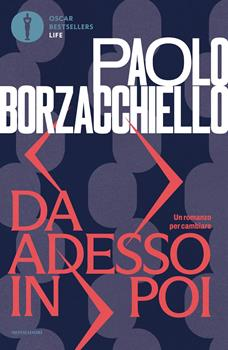 OSCAR
BESTSELLERS
LIFE
PAOLO
BORZACCHIELLO
Un romanzo
per cambiare
DA
ADESSO
IN POI
MONDADORI